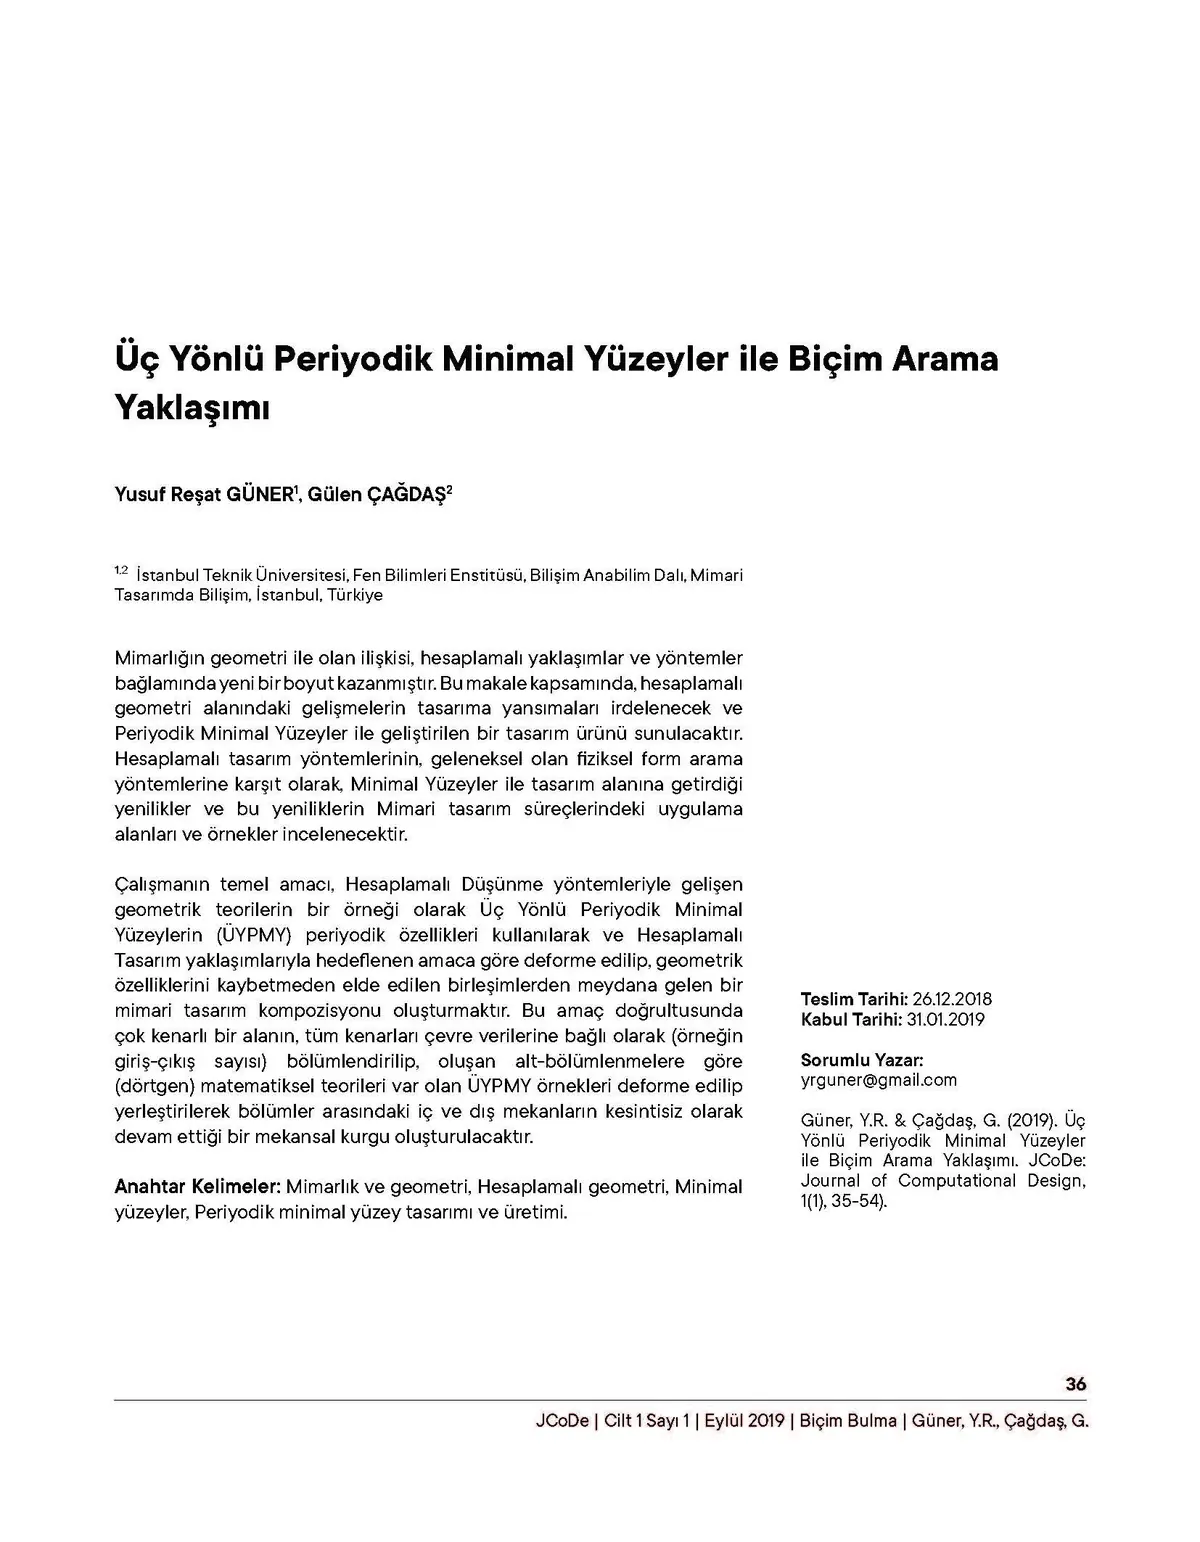 Üç Yönlü Periyodik Minimal Yüzeyler ile Biçim Arama
Yaklaşımı
Yusuf Reşat GÜNER¹, Gülen ÇAĞDAŞ²
¹,² İstanbul Teknik Üniversitesi, Fen Bilimleri Enstitüsü, Bilişim Anabilim Dalı, Mimari
Tasarımda Bilişim, İstanbul, Türkiye
Mimarlığın geometri ile olan ilişkisi, hesaplamalı yaklaşımlar ve yöntemler
bağlamında yeni bir boyut kazanmıştır. Bu makale kapsamında, hesaplamalı
geometri alanındaki gelişmelerin tasarıma yansımaları irdelenecek ve
Periyodik Minimal Yüzeyler ile geliştirilen bir tasarım ürünü sunulacaktır.
Hesaplamalı tasarım yöntemlerinin, geleneksel olan fiziksel form arama
yöntemlerine karşıt olarak, Minimal Yüzeyler ile tasarım alanına getirdiği
yenilikler ve bu yeniliklerin Mimari tasarım süreçlerindeki uygulama
alanları ve örnekler incelenecektir.
Çalışmanın temel amacı, Hesaplamalı Düşünme yöntemleriyle gelişen
geometrik teorilerin bir örneği olarak Üç Yönlü Periyodik Minimal
Yüzeylerin (ÜYPMY) periyodik özellikleri kullanılarak ve Hesaplamalı
Tasarım yaklaşımlarıyla hedeflenen amaca göre deforme edilip, geometrik
özelliklerini kaybetmeden elde edilen birleşimlerden meydana gelen bir
mimari tasarım kompozisyonu oluşturmaktır. Bu amaç doğrultusunda
çok kenarlı bir alanın, tüm kenarları çevre verilerine bağlı olarak (örneğin
giriş-çıkış sayısı) bölümlendirilip, oluşan alt-bölümlenmelere göre
(dörtgen) matematiksel teorileri var olan ÜYPMY örnekleri deforme edilip
yerleştirilerek bölümler arasındaki iç ve dış mekanların kesintisiz olarak
devam ettiği bir mekansal kurgu oluşturulacaktır.
Anahtar Kelimeler: Mimarlık ve geometri, Hesaplamalı geometri, Minimal
yüzeyler, Periyodik minimal yüzey tasarımı ve üretimi.
Teslim Tarihi: 26.12.2018
Kabul Tarihi: 31.01.2019
Sorumlu Yazar:
yrguner@gmail.com
Güner, Y.R. & Çağdaş, G. (2019). Üç
Yönlü Periyodik Minimal Yüzeyler
ile Biçim Arama Yaklaşımı. JCoDe:
Journal of Computational Design,
1(1), 35-54).
36
JCoDe | Cilt 1 Sayı 1 | Eylül 2019 | Biçim Bulma | Güner, Y.R., Çağdaş, G.